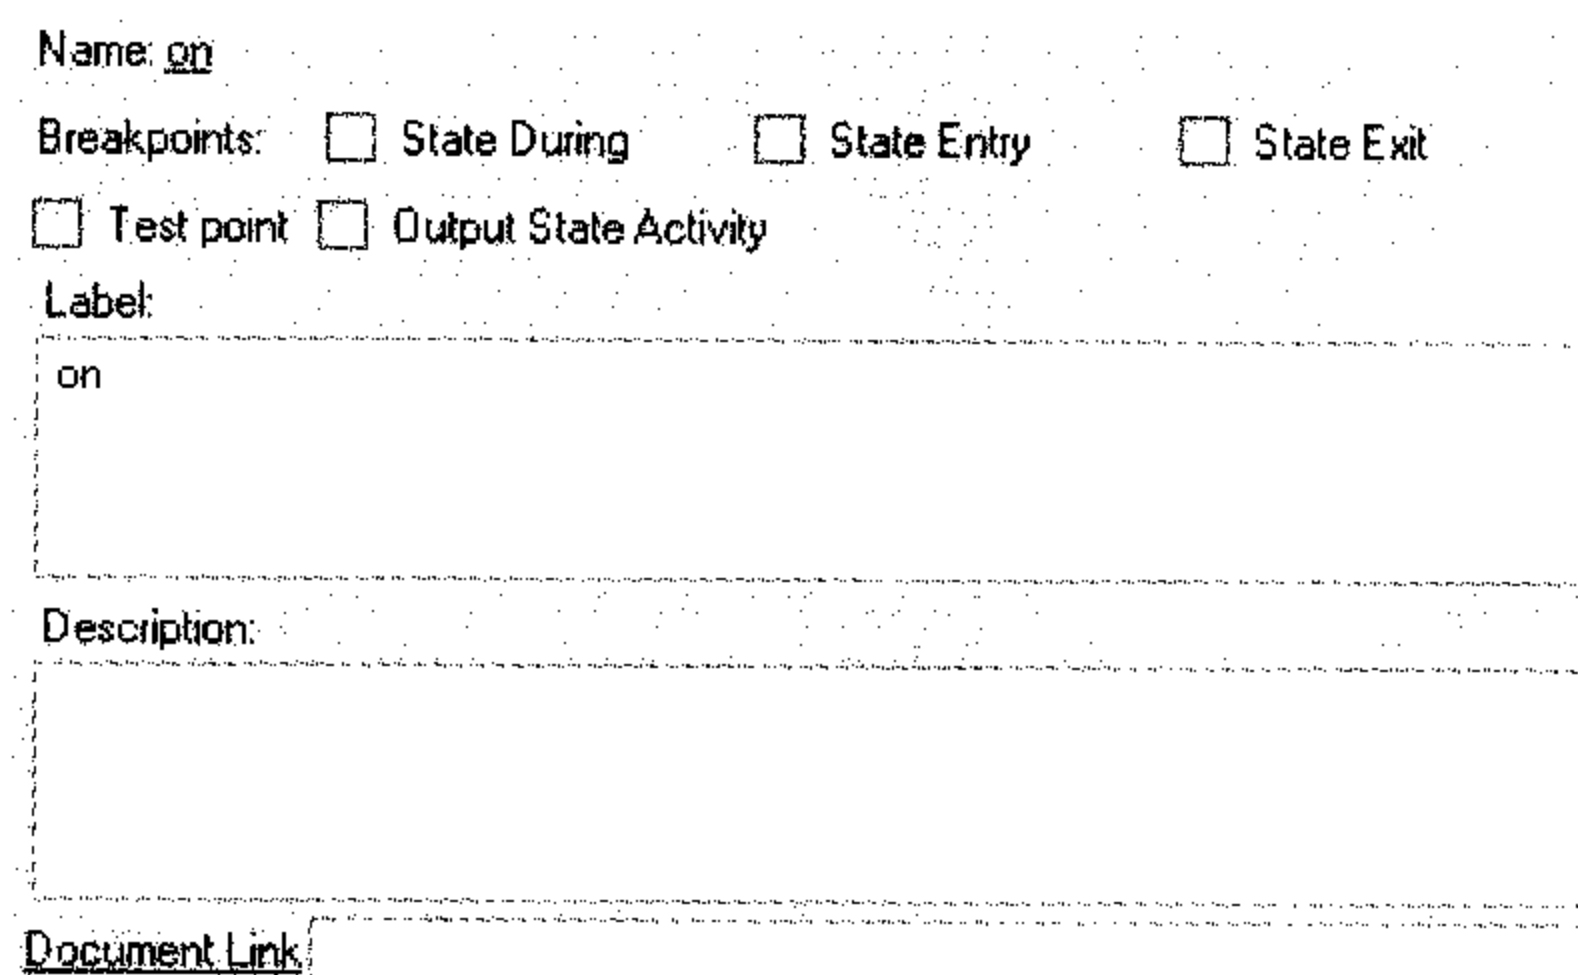 Name: on
Breakpoints: State During State Entry State Exit
Test point Output State Activity
Label:
on
Description:
Document Link